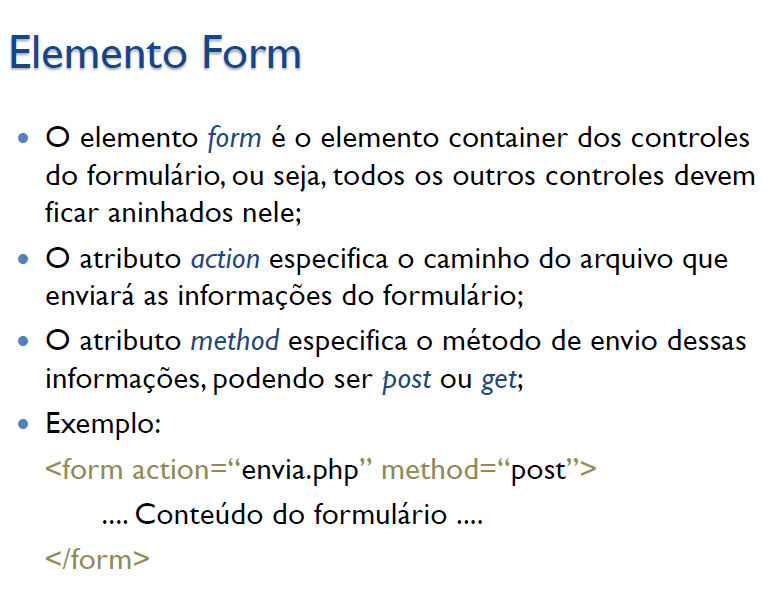 Elemento Form
• O elemento form é o elemento container dos controles
do formulário, ou seja, todos os outros controles devem
ficar aninhados nele;
• O atributo action especifica o caminho do arquivo que
enviará as informações do formulário;
• O atributo method especifica o método de envio dessas
informações, podendo ser post ou get;
• Exemplo:
<form action=“envia.php” method=“post”>
.... Conteúdo do formulário ....
</form>